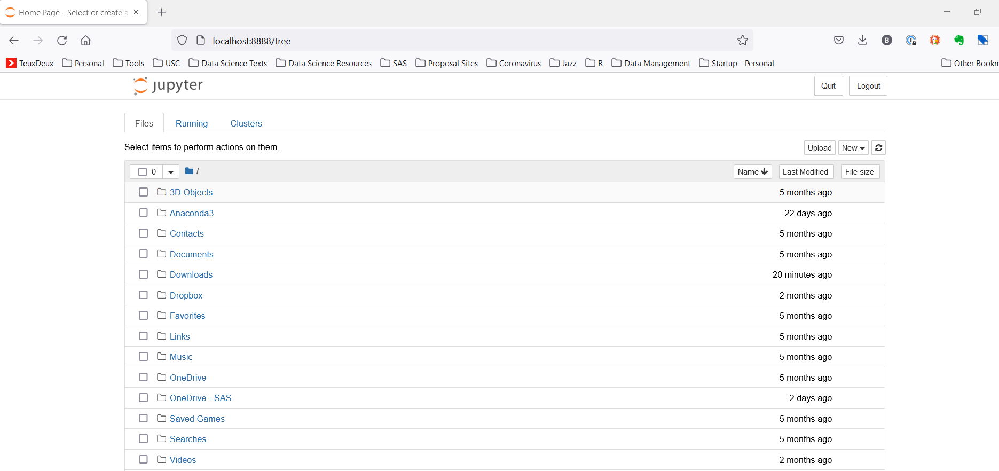 Home Page - Select or create a
localhost:8888/tree
TeuxDeux Personal Tools USC Data Science Texts Data Science Resources SAS Proposal Sites Coronavirus Jazz R Data Management Startup - Personal Other Bookm
jupyter Quit Logout
Files Running Clusters
Select items to perform actions on them. Upload New
0 / Name Last Modified File size
3D Objects 5 months ago
Anaconda3 22 days ago
Contacts 5 months ago
Documents 5 months ago
Downloads 20 minutes ago
Dropbox 2 months ago
Favorites 5 months ago
Links 5 months ago
Music 5 months ago
OneDrive 5 months ago
OneDrive - SAS 2 days ago
Saved Games 5 months ago
Searches 5 months ago
Videos 2 months ago